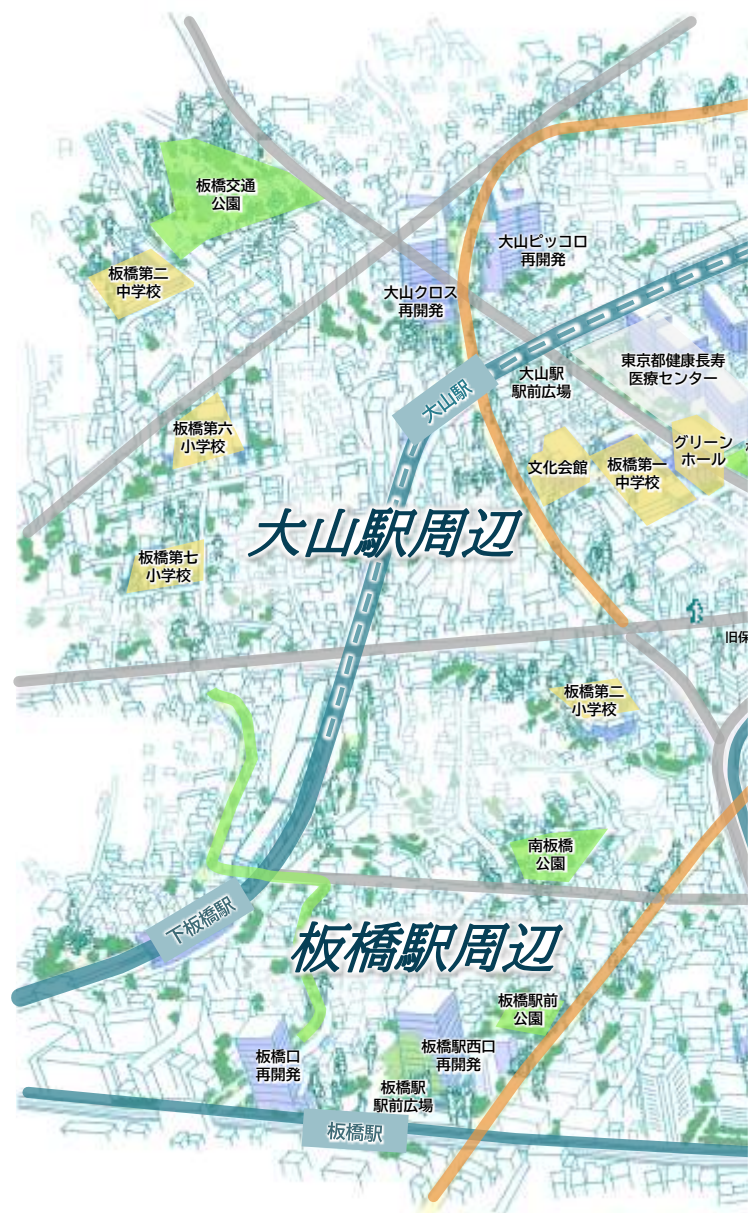 板橋交通
公園
大山ピッコロ
再開発
板橋第二
中学校
大山クロス
再開発
東京都健康長寿
医療センター
大山駅
駅前広場
大山駅
板橋第六
小学校
グリーン
ホール
文化会館
板橋第一
中学校
大山駅周辺
板橋第七
小学校
旧保
板橋第二
小学校
南板橋
公園
下板橋駅
板橋駅周辺
板橋駅前
公園
板橋口
再開発
板橋駅西口
再開発
板橋駅
駅前広場
板橋駅